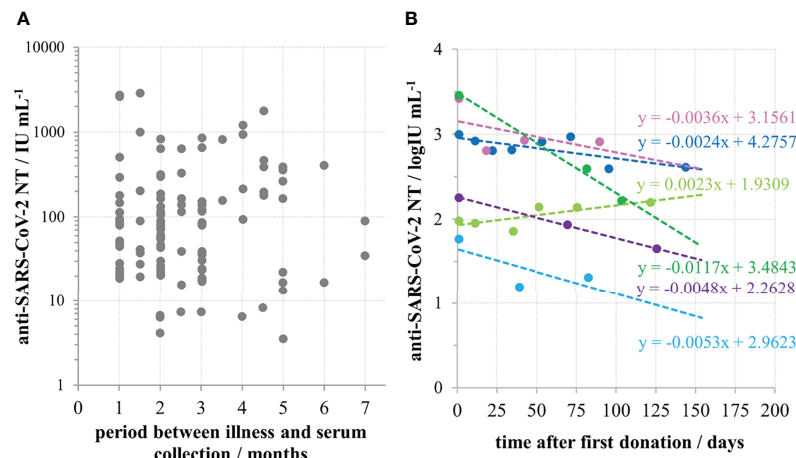 A
anti-SARS-CoV-2 NT / IU mL-1
10000
1000
100
10
1
0 1 2 3 4 5 6 7
period between illness and serum
collection / months
B
anti-SARS-CoV-2 NT / logIU mL-1
4
3
2
1
0
y = -0.0036x + 3.1561
y = -0.0024x + 4.2757
y = 0.0023x + 1.9309
y = -0.0117x + 3.4843
y = -0.0048x + 2.2628
y = -0.0053x + 2.9623
0 25 50 75 100 125 150 175 200
time after first donation / days